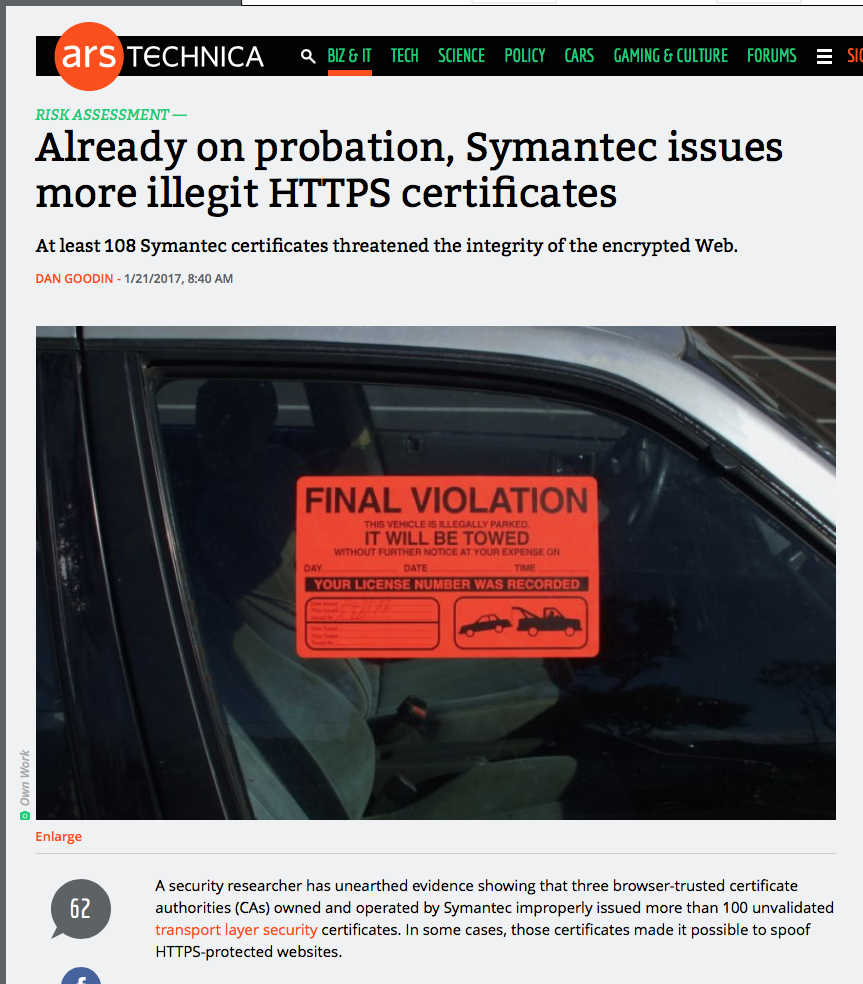 ars TECHNICA
BIZ & IT TECH SCIENCE POLICY CARS GAMING & CULTURE FORUMS
RISK ASSESSMENT —
Already on probation, Symantec issues
more illegit HTTPS certificates
At least 108 Symantec certificates threatened the integrity of the encrypted Web.
DAN GOODIN - 1/21/2017, 8:40 AM
FINAL VIOLATION
THIS VEHICLE IS ILLEGALLY PARKED.
IT WILL BE TOWED
WITHOUT FURTHER NOTICE AT YOUR EXPENSE ON
DAY DATE TIME
YOUR LICENSE NUMBER WAS RECORDED
Own Work
Enlarge
62
A security researcher has unearthed evidence showing that three browser-trusted certificate
authorities (CAs) owned and operated by Symantec improperly issued more than 100 unvalidated
transport layer security certificates. In some cases, those certificates made it possible to spoof
HTTPS-protected websites.